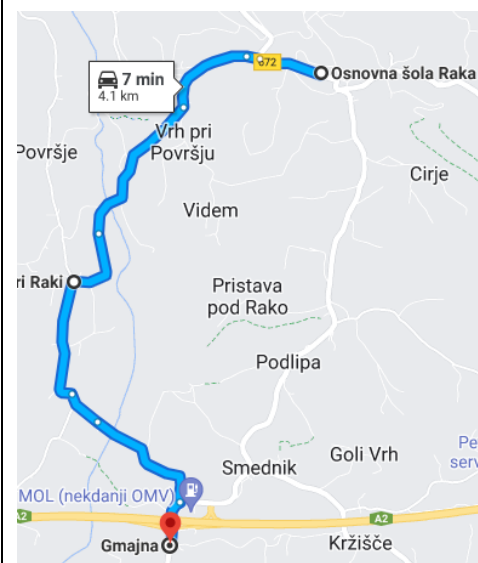 7 min
4.1 km
672
Osnovna šola Raka
Vrh pri
Površju
Površje
Cirje
Videm
ri Raki
Pristava
pod Rako
Podlipa
Goli Vrh
Pe
serv
Smednik
MOL (nekdanji OMV)
A2
A2
Gmajna
Kržišče